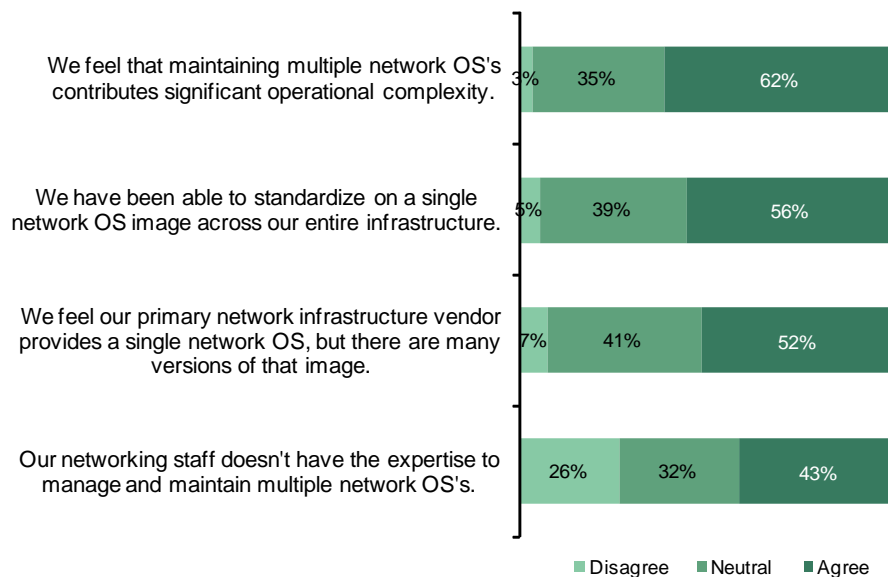 We feel that maintaining multiple network OS's
contributes significant operational complexity.
3% 35% 62%
We have been able to standardize on a single
network OS image across our entire infrastructure.
5% 39% 56%
We feel our primary network infrastructure vendor
provides a single network OS, but there are many
versions of that image.
7% 41% 52%
Our networking staff doesn't have the expertise to
manage and maintain multiple network OS's.
26% 32% 43%
Disagree Neutral Agree